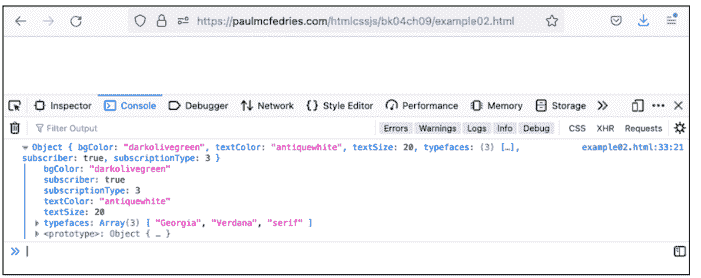 https://paulmcfedries.com/htmlcssjs/bk04ch09/example02.html
Inspector Console Debugger Network {} Style Editor Performance Memory Storage
Filter Output Errors Warnings Logs Info Debug CSS XHR Requests
Object { bgColor: "darkolivegreen", textColor: "antiquewhite", textSize: 20, typefaces: (3) […], example02.html:33:21
subscriber: true, subscriptionType: 3 }
bgColor: "darkolivegreen"
subscriber: true
subscriptionType: 3
textColor: "antiquewhite"
textSize: 20
typefaces: Array(3) [ "Georgia", "Verdana", "serif" ]
<prototype>: Object { … }